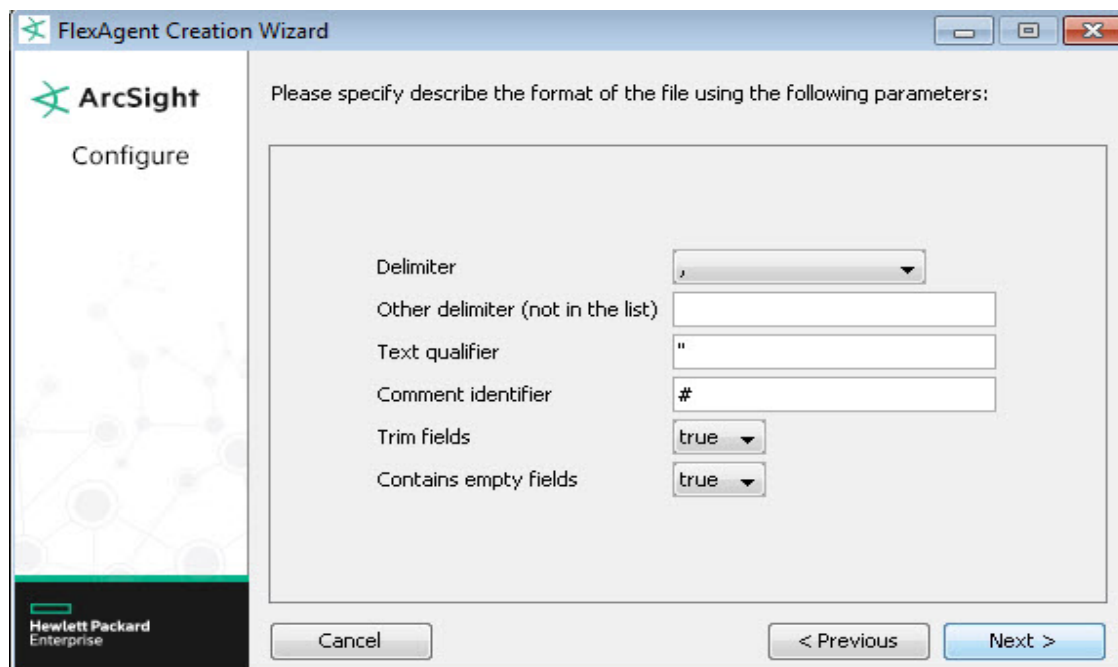 FlexAgent Creation Wizard
ArcSight
Configure
Please specify describe the format of the file using the following parameters:
Delimiter ,
Other delimiter (not in the list)
Text qualifier "
Comment identifier #
Trim fields true
Contains empty fields true
Hewlett Packard
Enterprise
Cancel < Previous Next >